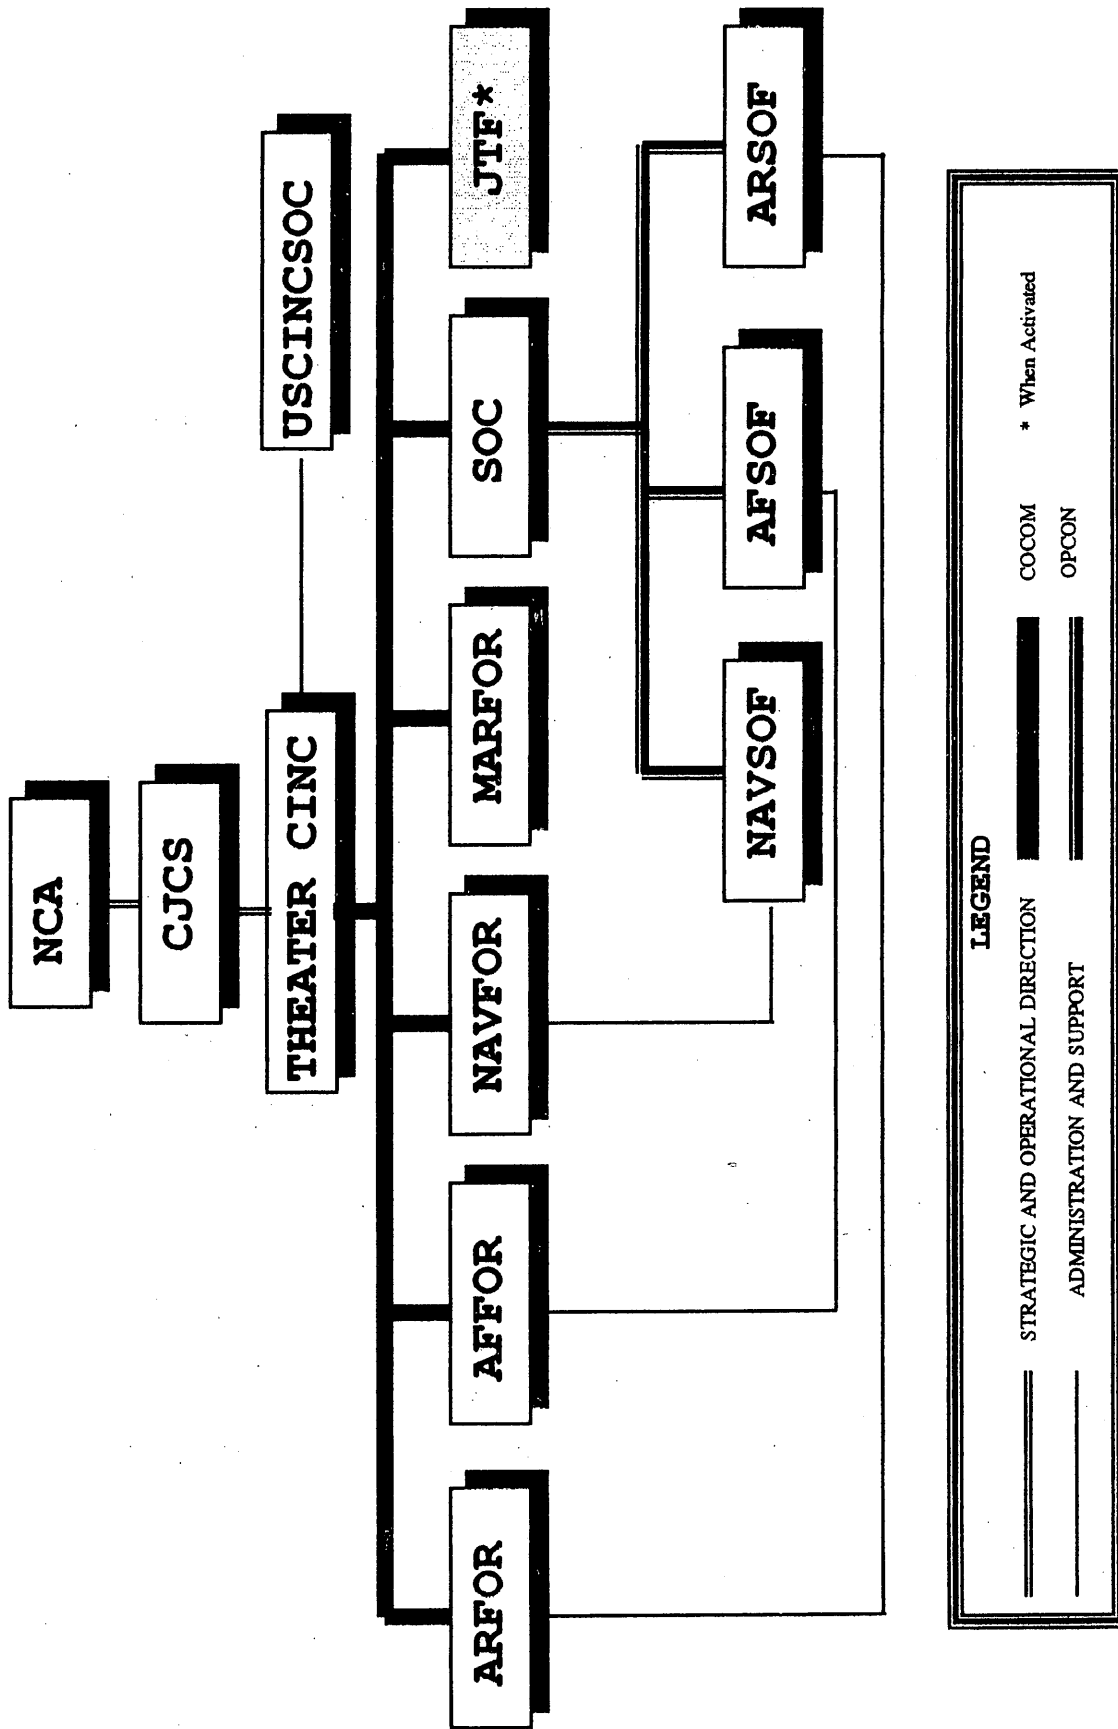 NCA
CJCS
THEATER CINC
USCINCSOC
ARFOR
AFFOR
NAVFOR
MARFOR
SOC
JTF*
NAVSOF
AFSOF
ARSOF
LEGEND
STRATEGIC AND OPERATIONAL DIRECTION
COCOM
* When Activated
ADMINISTRATION AND SUPPORT
OPCON